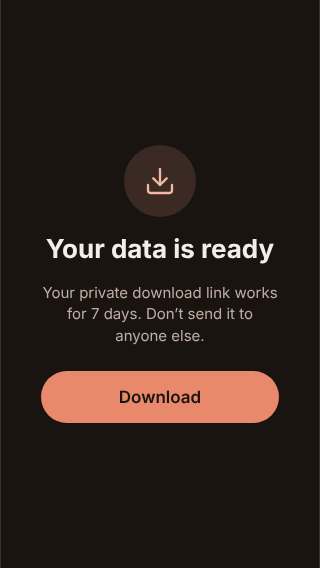 Your data is ready
Your private download link works
for 7 days. Don’t send it to
anyone else.
Download